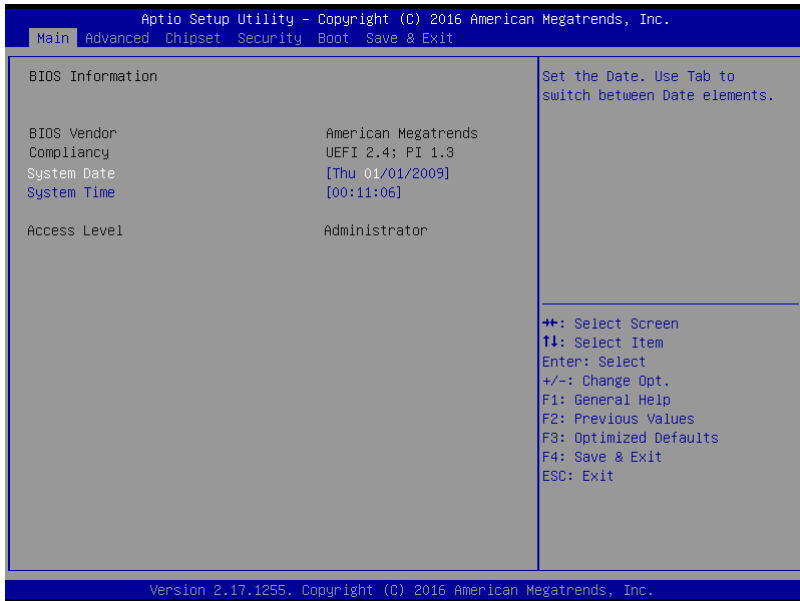 Aptio Setup Utility – Copyright (C) 2016 American Megatrends, Inc.
Main Advanced Chipset Security Boot Save & Exit
BIOS Information
BIOS Vendor American Megatrends
Compliancy UEFI 2.4; PI 1.3
System Date [Thu 01/01/2009]
System Time [00:11:06]
Access Level Administrator
Set the Date. Use Tab to
switch between Date elements.
→←: Select Screen
↑↓: Select Item
Enter: Select
+/-: Change Opt.
F1: General Help
F2: Previous Values
F3: Optimized Defaults
F4: Save & Exit
ESC: Exit
Version 2.17.1255. Copyright (C) 2016 American Megatrends, Inc.